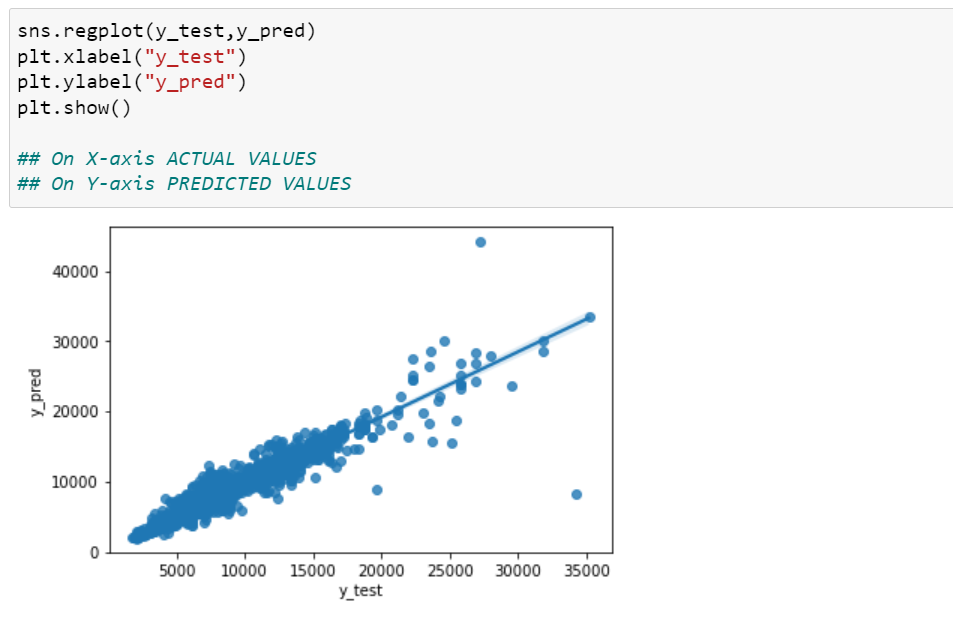 sns.regplot(y_test,y_pred)
plt.xlabel("y_test")
plt.ylabel("y_pred")
plt.show()
## On X-axis ACTUAL VALUES
## On Y-axis PREDICTED VALUES
40000
30000
20000
10000
0
y_pred
5000 10000 15000 20000 25000 30000 35000
y_test